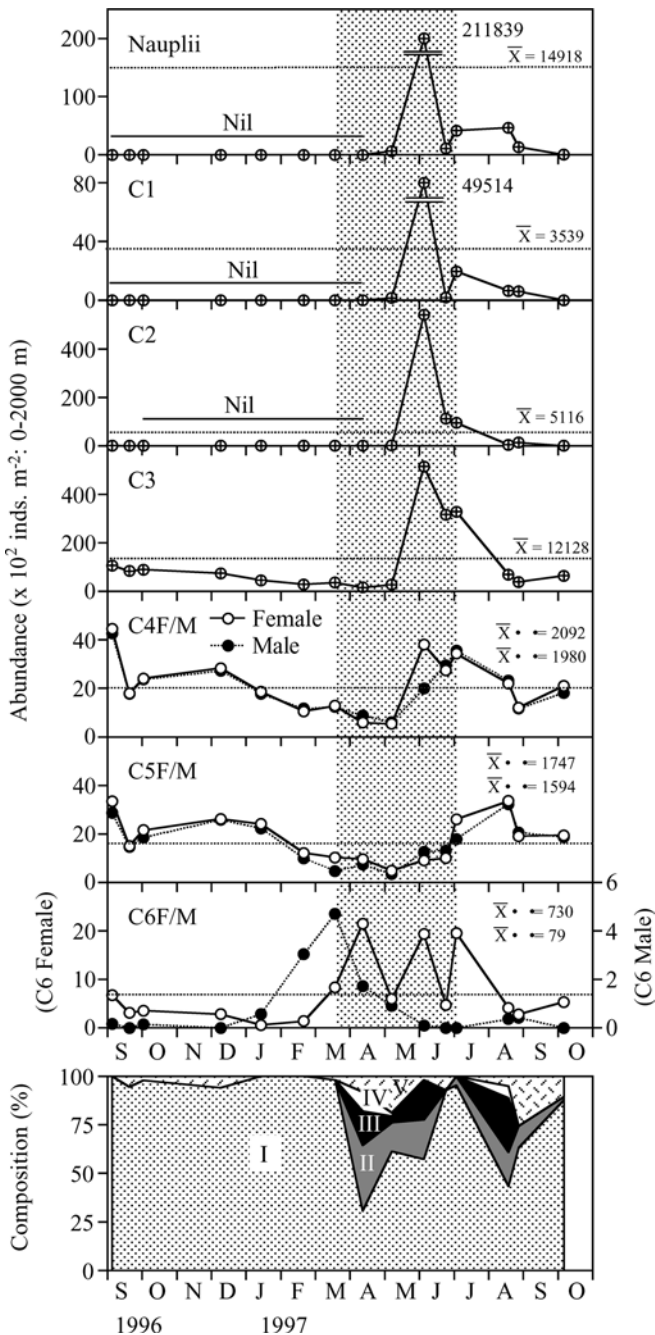 Abundance (x 10² inds. m⁻²: 0-2000 m)
Nauplii
211839
X̅ = 14918
Nil
200
100
0
C1
49514
X̅ = 3539
Nil
80
40
0
C2
X̅ = 5116
Nil
400
200
0
C3
X̅ = 12128
400
200
0
C4F/M
Female
Male
X̅ • •= 2092
X̅ • •= 1980
40
20
0
C5F/M
X̅ • •= 1747
X̅ • •= 1594
40
20
0
C6F/M
X̅ • •= 730
X̅ • •= 79
(C6 Female)
20
10
0
(C6 Male)
6
4
2
0
S O N D J F M A M J J A S O
Composition (%)
100
75
50
25
0
I
II
III
IV
V
S O N D J F M A M J J A S O
1996 1997